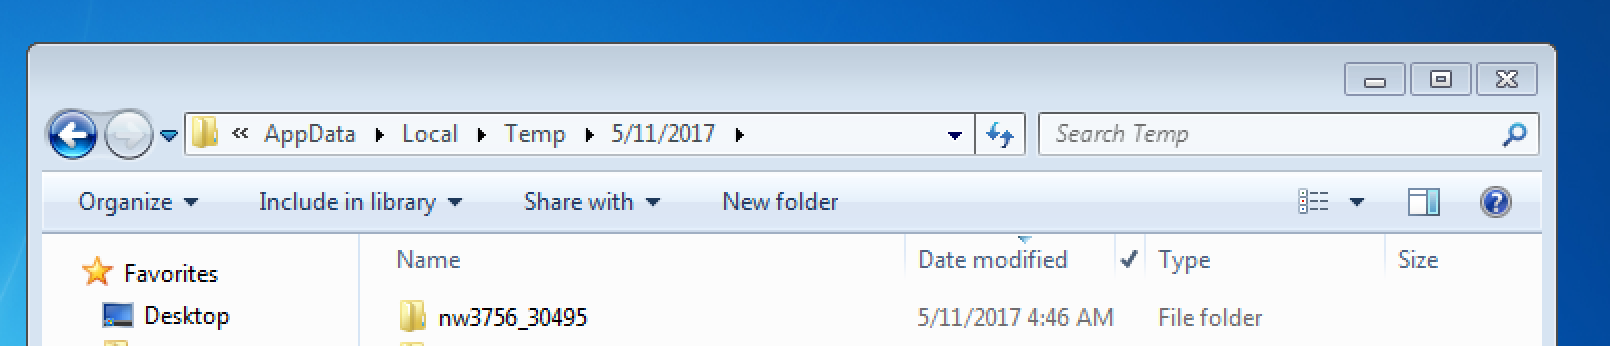 « AppData Local Temp 5/11/2017 Search Temp
Organize Include in library Share with New folder
Name Date modified Type Size
Favorites
Desktop nw3756_30495 5/11/2017 4:46 AM File folder